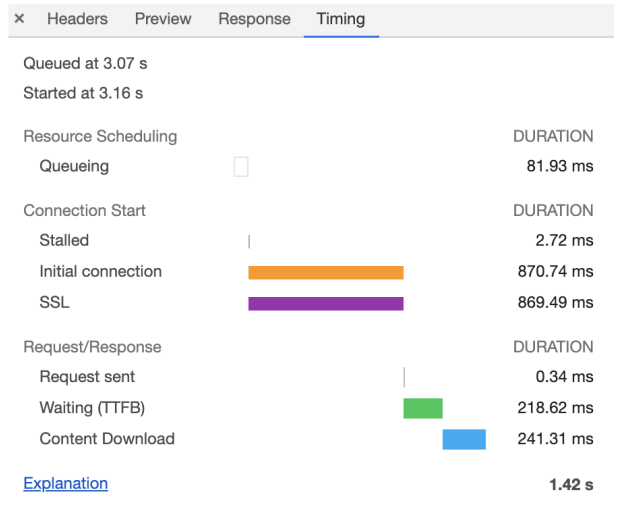 × Headers Preview Response Timing
Queued at 3.07 s
Started at 3.16 s
Resource Scheduling DURATION
Queueing 81.93 ms
Connection Start DURATION
Stalled 2.72 ms
Initial connection 870.74 ms
SSL 869.49 ms
Request/Response DURATION
Request sent 0.34 ms
Waiting (TTFB) 218.62 ms
Content Download 241.31 ms
Explanation 1.42 s